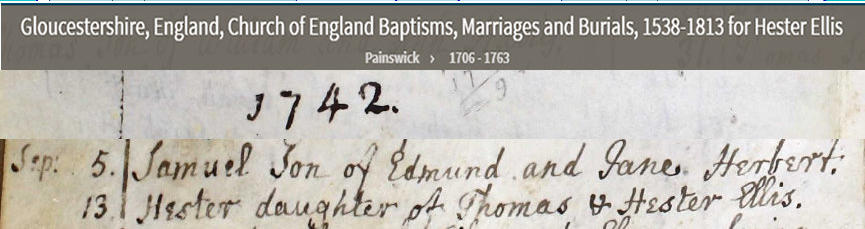 Gloucestershire, England, Church of England Baptisms, Marriages and Burials, 1538-1813 for Hester Ellis
Painswick › 1706 - 1763
1742.
Sep: 5. Samuel Son of Edmund and Jane Herbert.
13. Hester daughter of Thomas & Hester Ellis.